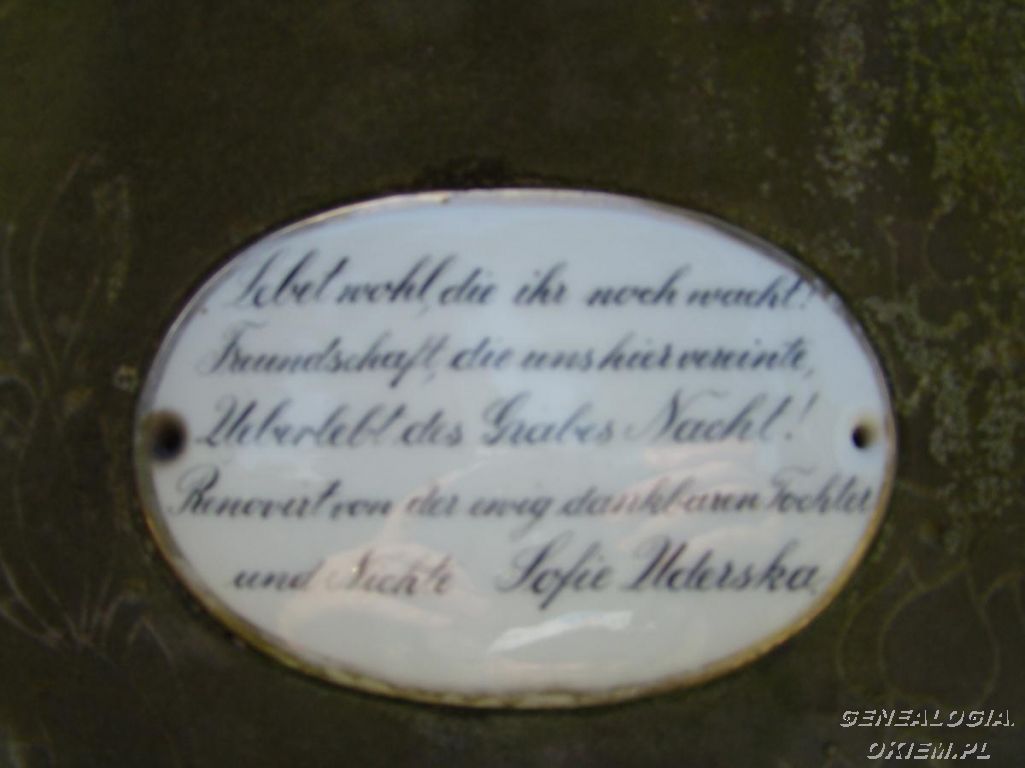 Lebet wohl, die ihr noch wacht!
Freundschaft, die uns hier vereinte,
Ueberlebt des Grabes Nacht!
Renovert von der ewig dankbaren Tochter
und Nichte Sofie Uderska.
GENEALOGIA.
OKIEM.PL